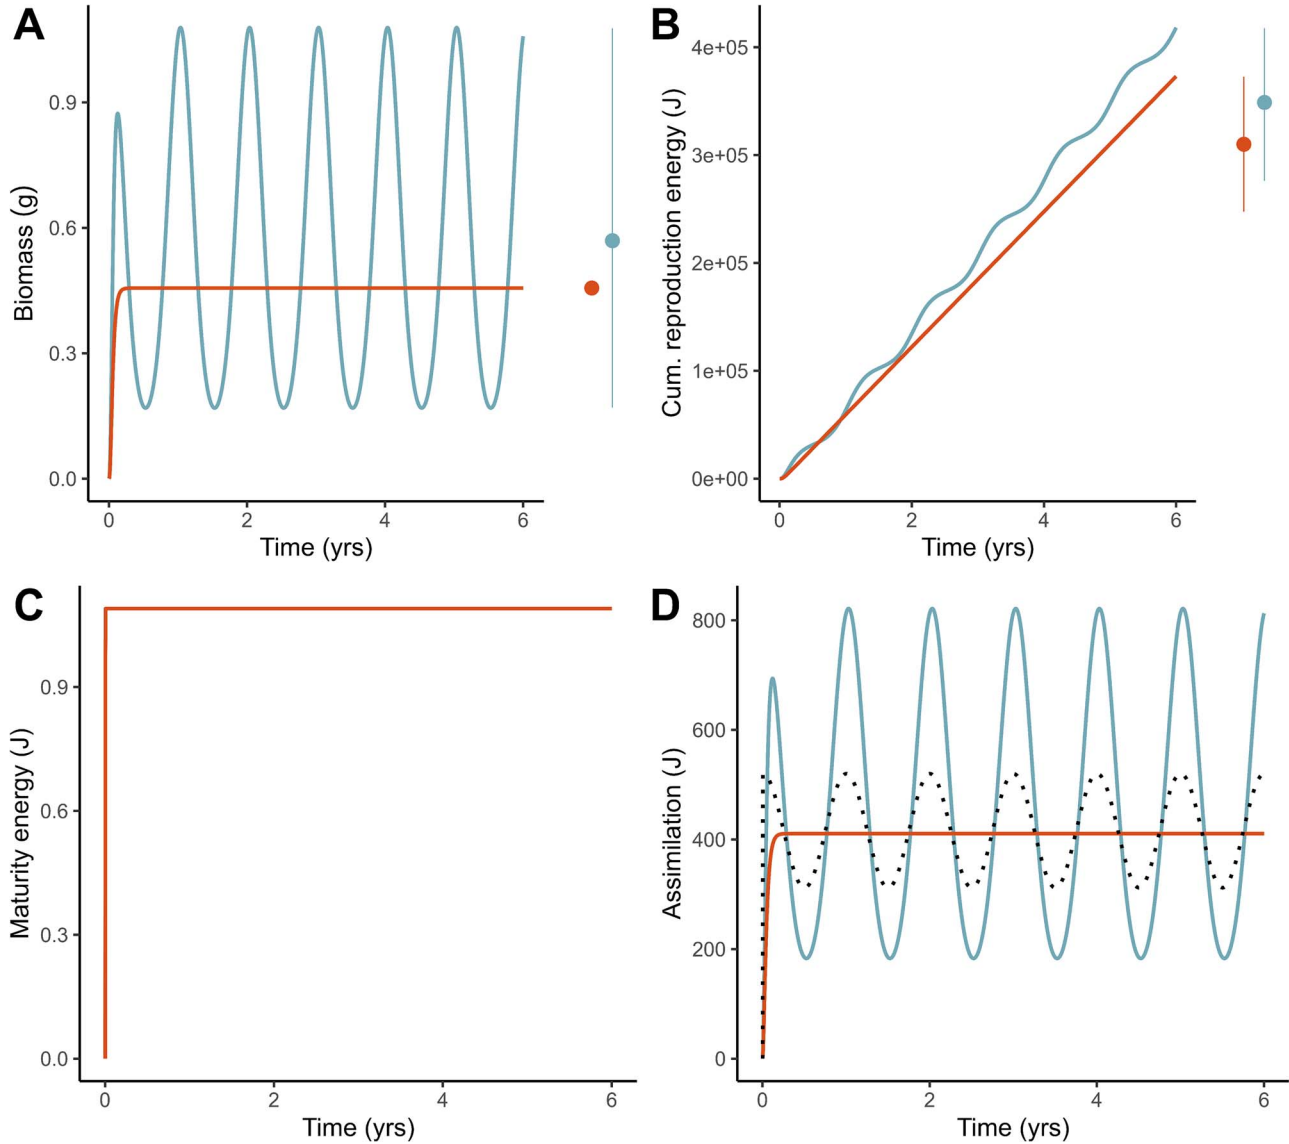 A
Biomass (g)
0.9
0.6
0.3
0.0
0 2 4 6
Time (yrs)
B
Cum. reproduction energy (J)
4e+05
3e+05
2e+05
1e+05
0e+00
0 2 4 6
Time (yrs)
C
Maturity energy (J)
0.9
0.6
0.3
0.0
0 2 4 6
Time (yrs)
D
Assimilation (J)
800
600
400
200
0
0 2 4 6
Time (yrs)